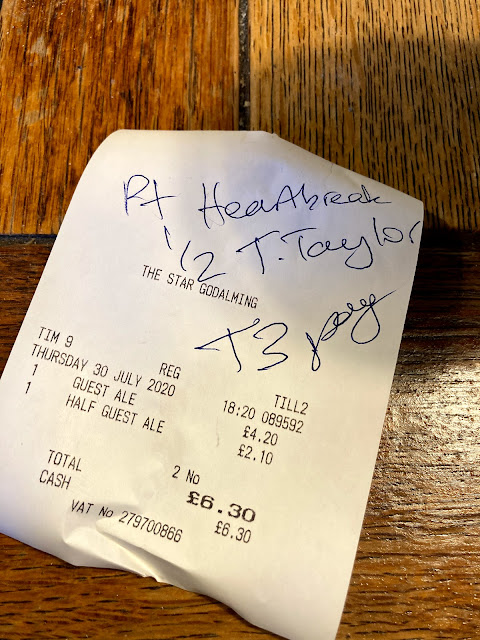 Pt Heartbreak
1/2 T.Taylor
THE STAR GODALMING
T3 pay
TIM 9 REG TILL2
THURSDAY 30 JULY 2020 18:20 089592
1 GUEST ALE £4.20
1 HALF GUEST ALE £2.10
TOTAL 2 No £6.30
CASH £6.30
VAT No 279700866